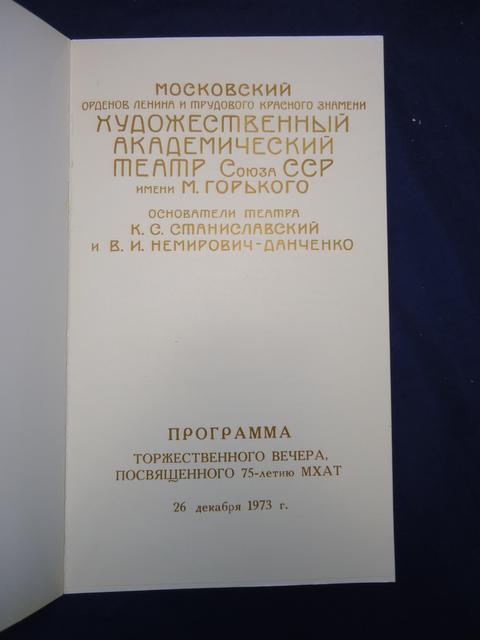 МОСКОВСКИЙ
ОРДЕНОВ ЛЕНИНА И ТРУДОВОГО КРАСНОГО ЗНАМЕНИ
ХУДОЖЕСТВЕННЫЙ
АКАДЕМИЧЕСКИЙ
ТЕАТР СОЮЗА ССР
ИМЕНИ М. ГОРЬКОГО
ОСНОВАТЕЛИ ТЕАТРА
К. С. СТАНИСЛАВСКИЙ
И В. И. НЕМИРОВИЧ-ДАНЧЕНКО
ПРОГРАММА
ТОРЖЕСТВЕННОГО ВЕЧЕРА,
ПОСВЯЩЕННОГО 75-летию МХАТ
26 декабря 1973 г.